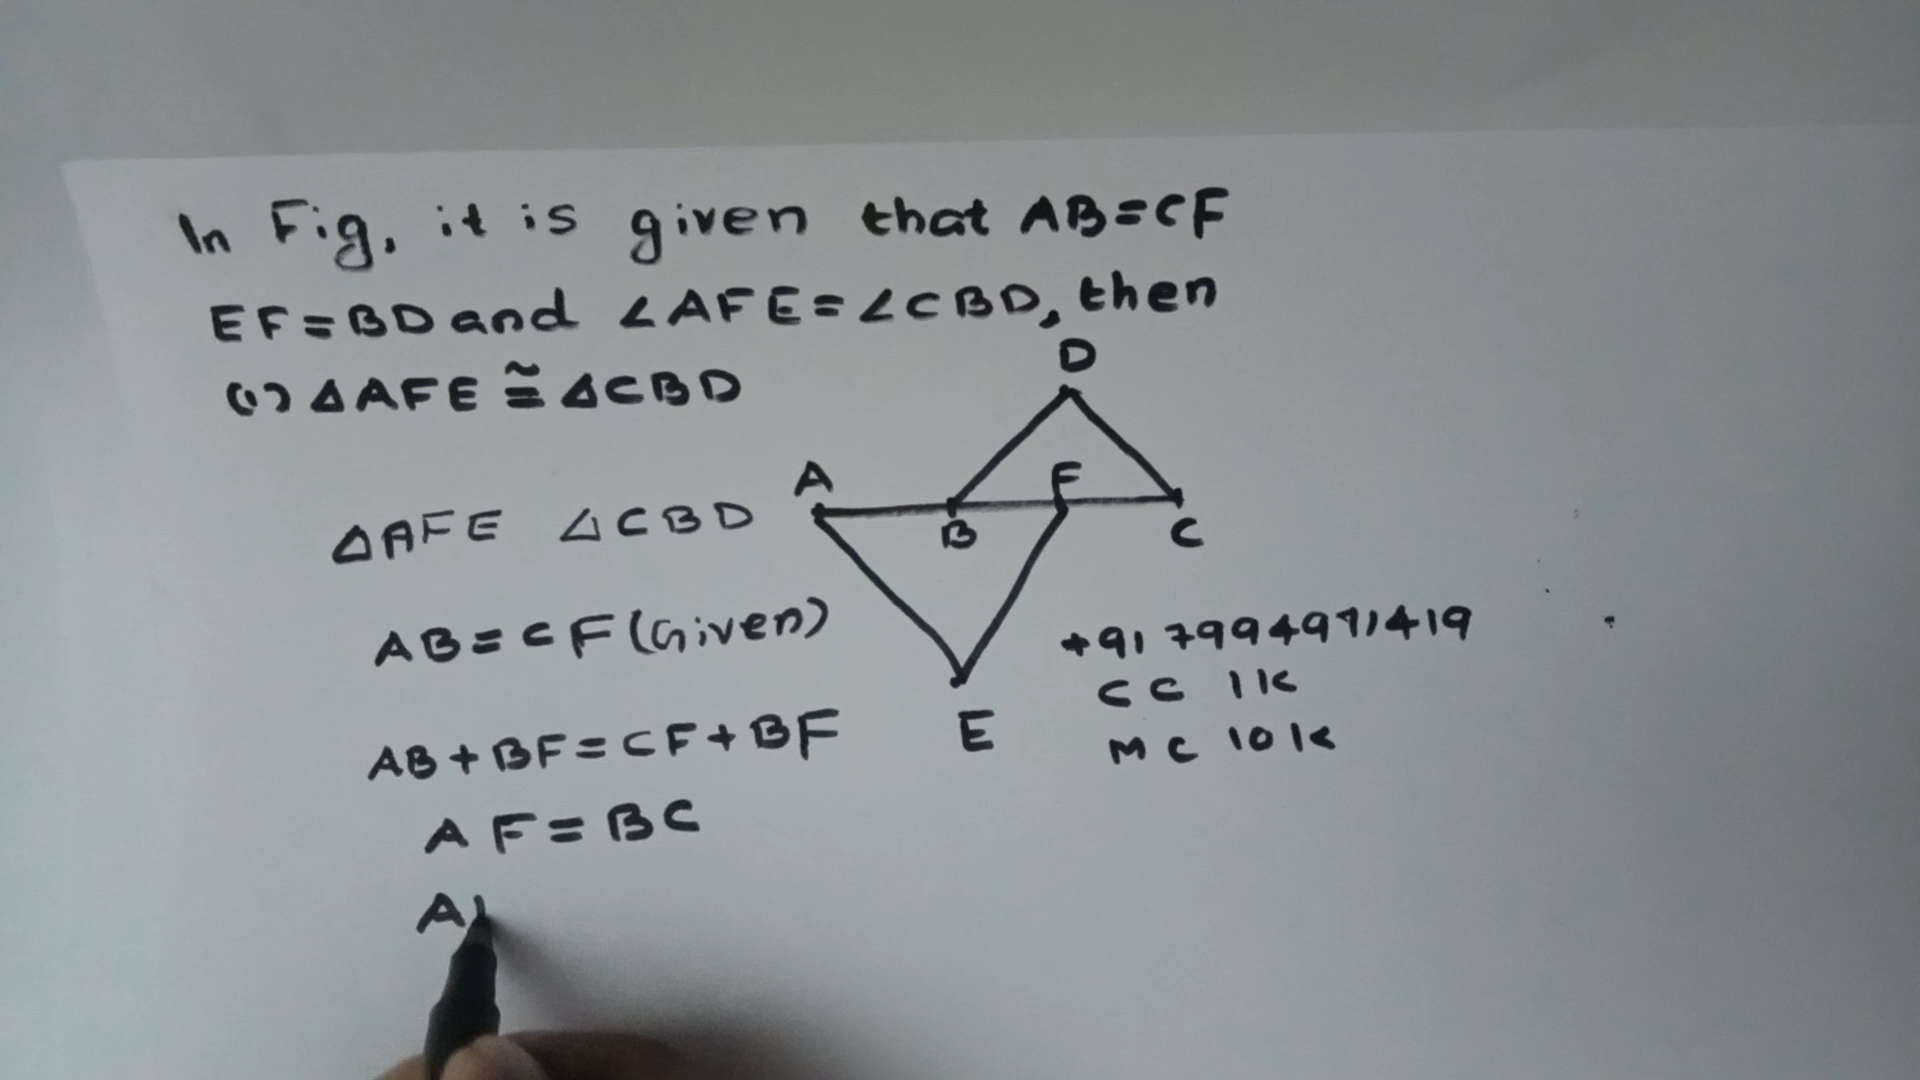 In Fig, it is given that AB=CF
EF=BD and ∠AFE=∠CBD, then
(i) ΔAFE ≅ ΔCBD
D
A
F
B
C
E
ΔAFE ΔCBD
AB=CF (Given)
AB+BF=CF+BF
AF=BC
A
+91 7994971419
CC 1K
MC 10K